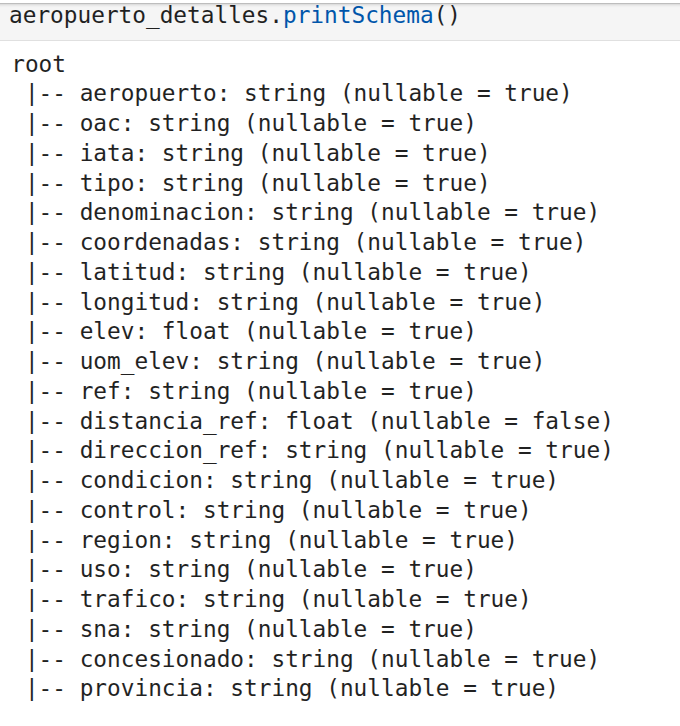 aeropuerto_detalles.printSchema()
root
 |-- aeropuerto: string (nullable = true)
 |-- oac: string (nullable = true)
 |-- iata: string (nullable = true)
 |-- tipo: string (nullable = true)
 |-- denominacion: string (nullable = true)
 |-- coordenadas: string (nullable = true)
 |-- latitud: string (nullable = true)
 |-- longitud: string (nullable = true)
 |-- elev: float (nullable = true)
 |-- uom_elev: string (nullable = true)
 |-- ref: string (nullable = true)
 |-- distancia_ref: float (nullable = false)
 |-- direccion_ref: string (nullable = true)
 |-- condicion: string (nullable = true)
 |-- control: string (nullable = true)
 |-- region: string (nullable = true)
 |-- uso: string (nullable = true)
 |-- trafico: string (nullable = true)
 |-- sna: string (nullable = true)
 |-- concesionado: string (nullable = true)
 |-- provincia: string (nullable = true)